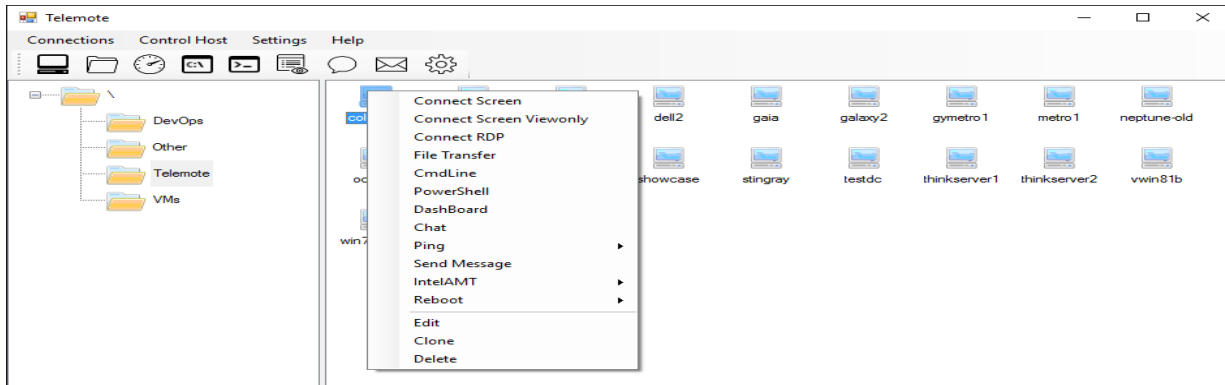 Telemote
Connections Control Host Settings Help
C:\
\
DevOps
Other
Telemote
VMs
dell2 gaia galaxy2 gymetro1 metro1 neptune-old
showcase stingray testdc thinkserver1 thinkserver2 vwin81b
Connect Screen
Connect Screen Viewonly
Connect RDP
File Transfer
CmdLine
PowerShell
DashBoard
Chat
Ping
Send Message
IntelAMT
Reboot
Edit
Clone
Delete